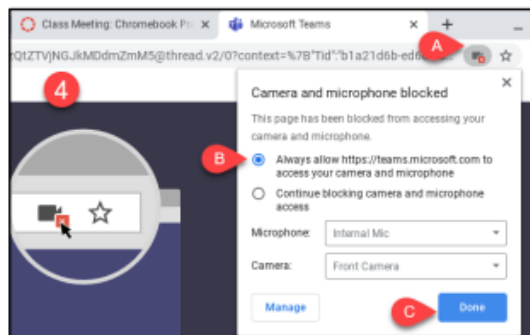 Class Meeting: Chromebook Pr
Microsoft Teams
QtZTVjNGJkMDdmZmM5@thread.v2/0?context=%7B"Tid":"b1a21d6b-ed6
A
4
Camera and microphone blocked
This page has been blocked from accessing your
camera and microphone.
B
Always allow https://teams.microsoft.com to
access your camera and microphone
Continue blocking camera and microphone
access
Microphone:
Internal Mic
Camera:
Front Camera
Manage
C
Done